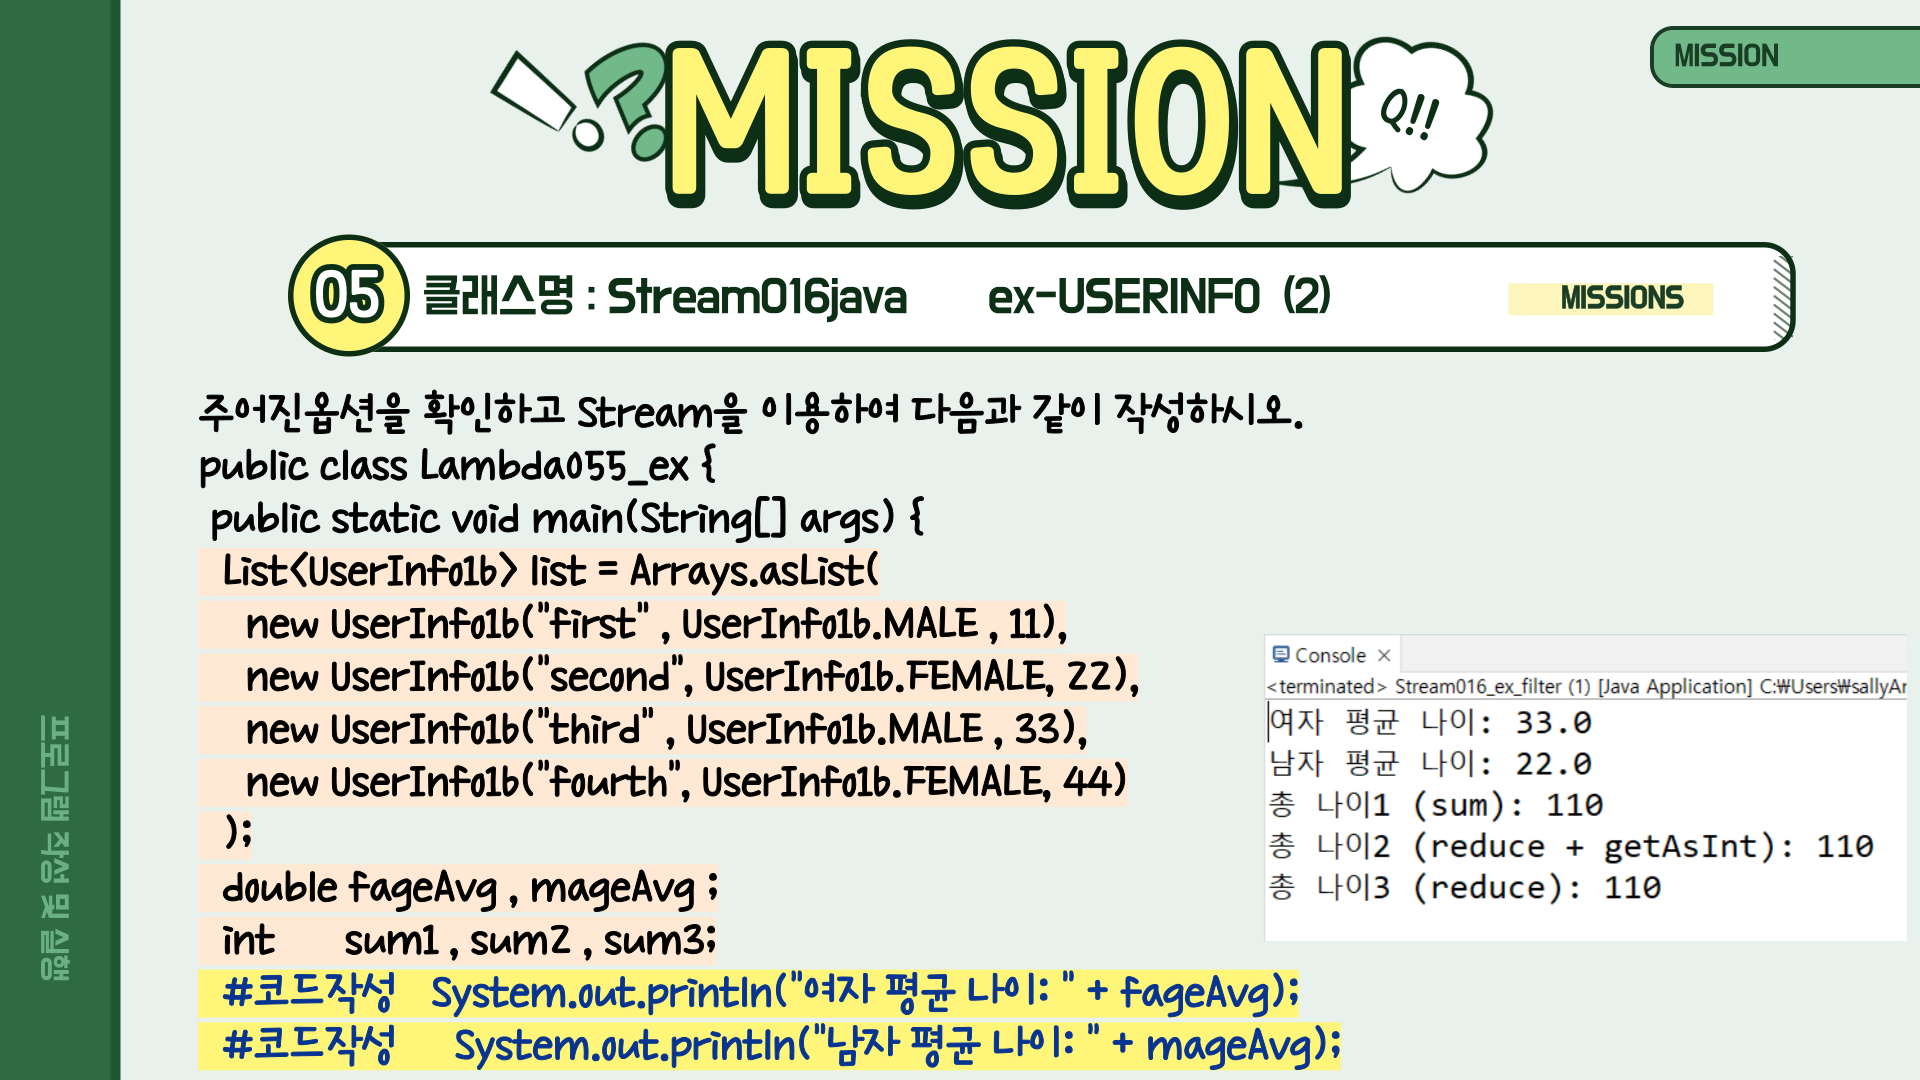 MISSION
!?
MISSION
Q!!
05
클래스명 : Stream016java ex-USERINFO (2)
MISSIONS
주어진옵션을 확인하고 Stream을 이용하여 다음과 같이 작성하시오.
public class Lambda055_ex {
public static void main(String[] args) {
List<UserInfo1b> list = Arrays.asList(
new UserInfo1b("first" , UserInfo1b.MALE , 11),
new UserInfo1b("second", UserInfo1b.FEMALE, 22),
new UserInfo1b("third" , UserInfo1b.MALE , 33),
new UserInfo1b("fourth", UserInfo1b.FEMALE, 44)
);
double fageAvg , mageAvg ;
int sum1 , sum2 , sum3;
#코드작성 System.out.println("여자 평균 나이: " + fageAvg);
#코드작성 System.out.println("남자 평균 나이: " + mageAvg);
Console
<terminated> Stream016_ex_filter (1) [Java Application] C:₩Users₩sallyAr
여자 평균 나이: 33.0
남자 평균 나이: 22.0
총 나이1 (sum): 110
총 나이2 (reduce + getAsInt): 110
총 나이3 (reduce): 110
프로그램 작성 및 실행